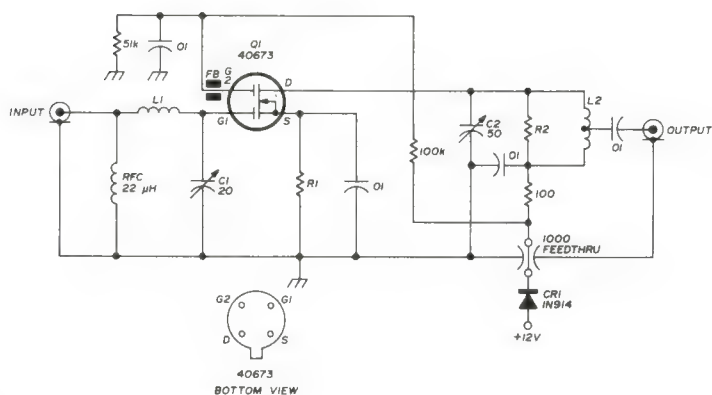 51k
01
Q1
40673
FB
G
2
D
INPUT
L1
G1
S
C2
50
R2
L2
OUTPUT
01
01
100k
RFC
22 μH
C1
20
R1
01
100
1000
FEEDTHRU
G2
G1
D
S
CR1
1N914
+12V
40673
BOTTOM VIEW